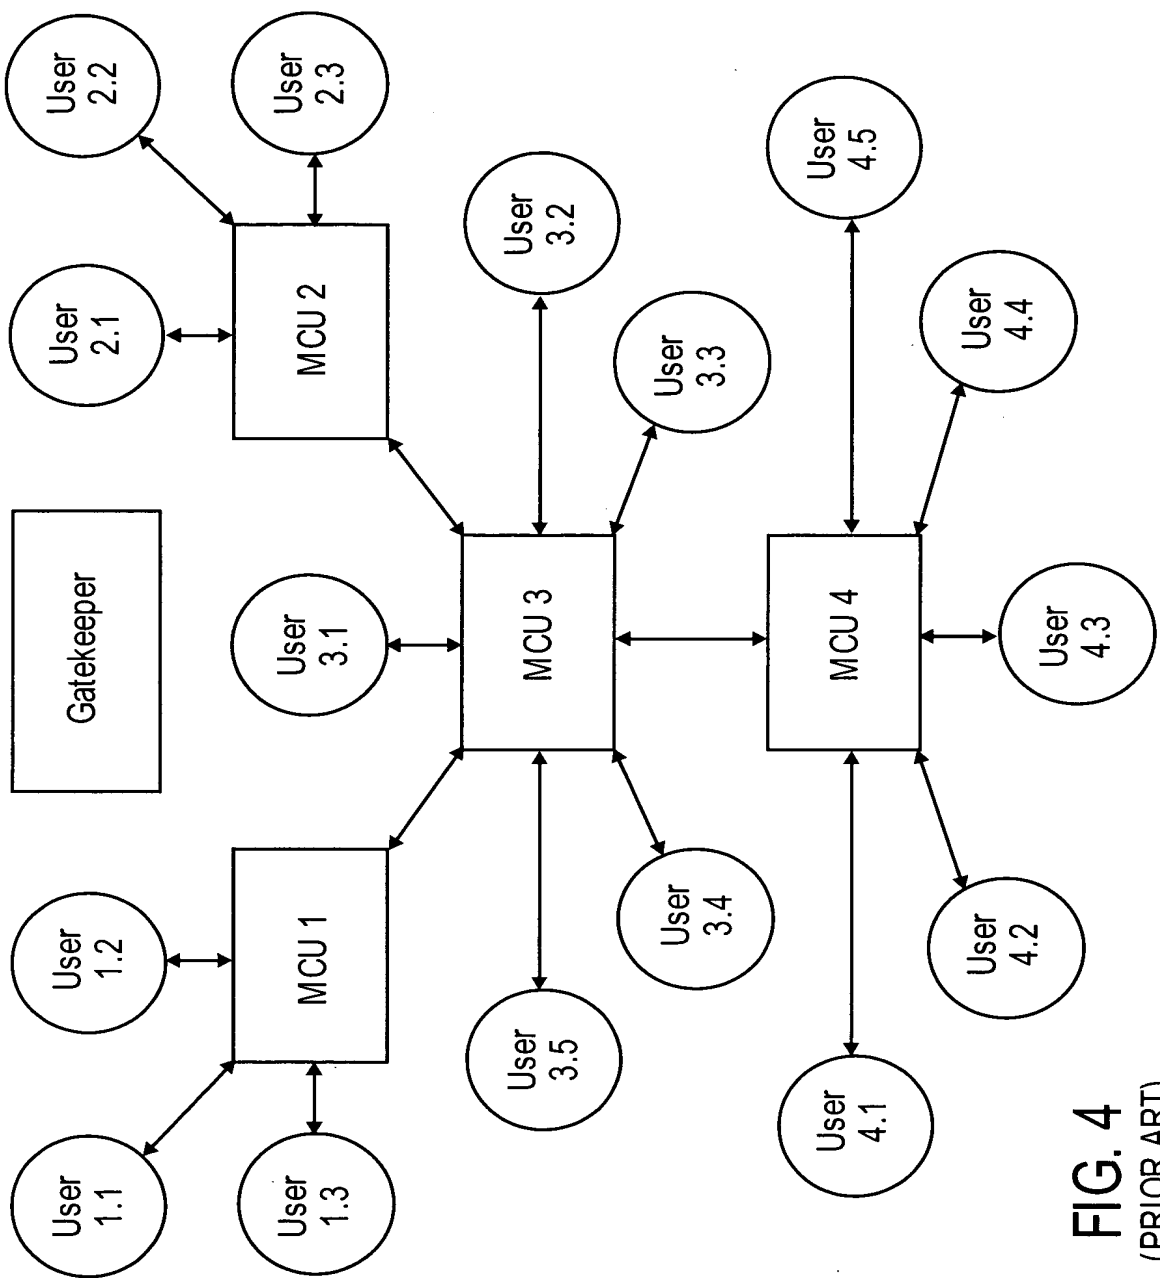 User
1.1
User
1.2
Gatekeeper
User
2.1
User
2.2
User
1.3
MCU 1
User
3.1
MCU 2
User
2.3
User
3.5
MCU 3
User
3.2
User
3.4
User
3.3
User
4.1
MCU 4
User
4.5
User
4.2
User
4.3
User
4.4
FIG. 4
(PRIOR ART)